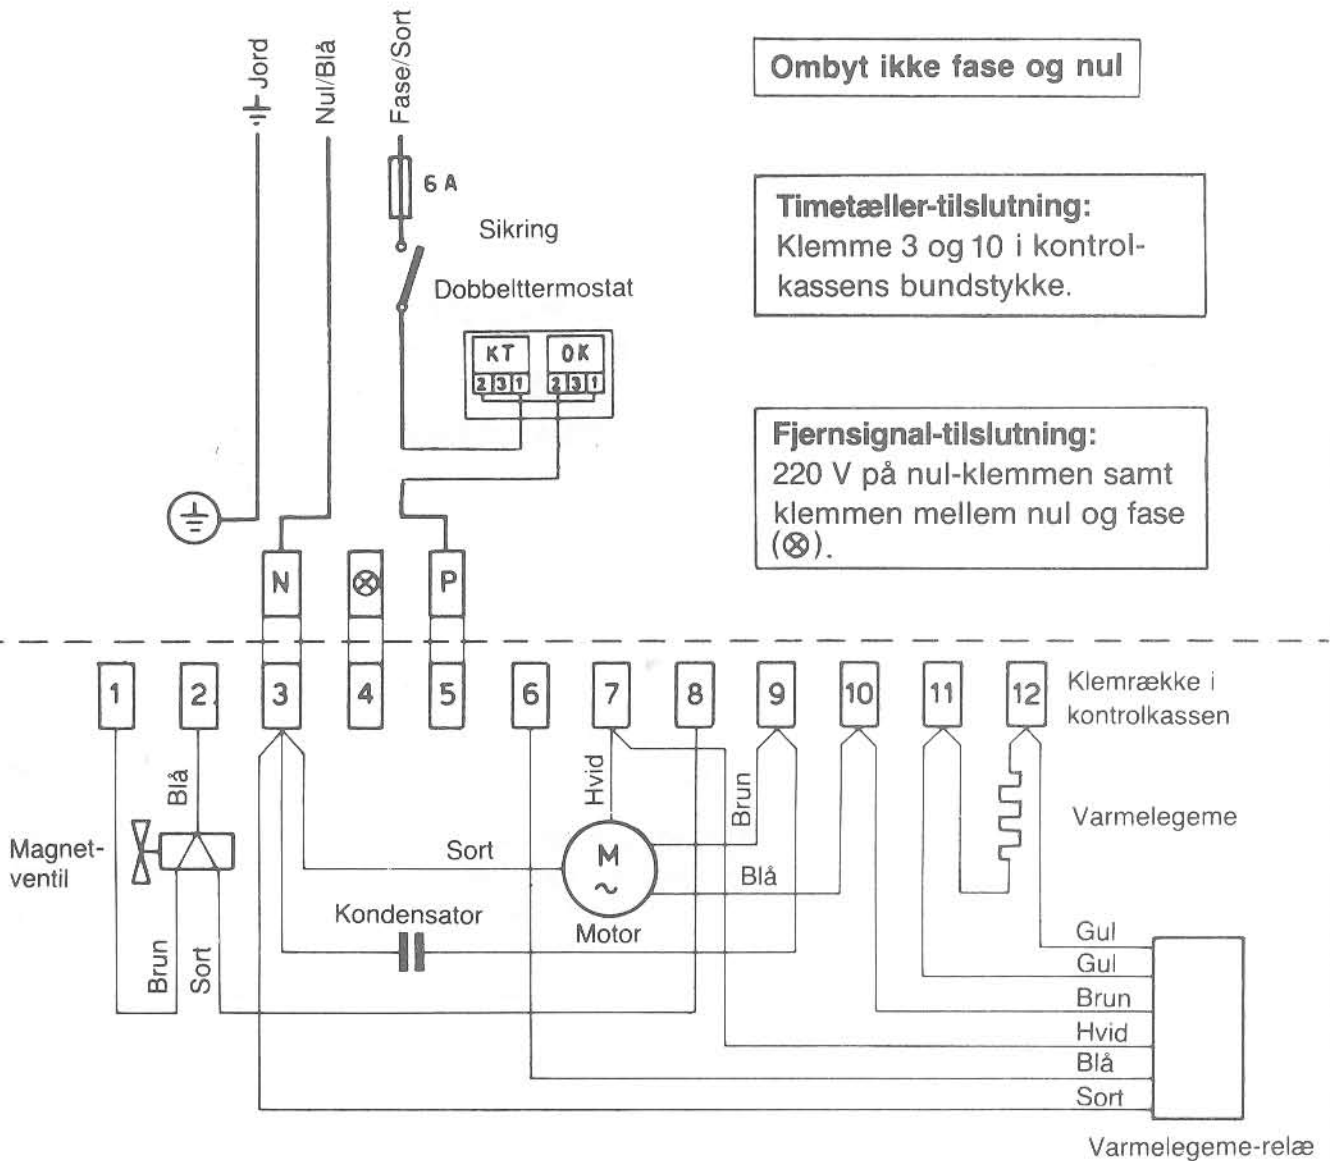 Jord
Nul/Blå
Fase/Sort
Ombyt ikke fase og nul
6 A
Sikring
Dobbelttermostat
KT OK
2 3 1 2 3 1
Timetæller-tilslutning:
Klemme 3 og 10 i kontrol-
kassens bundstykke.
Fjernsignal-tilslutning:
220 V på nul-klemmen samt
klemmen mellem nul og fase
(⊗).
N ⊗ P
1 2 3 4 5 6 7 8 9 10 11 12
Klemrække i
kontrolkassen
Blå
Hvid
Brun
Varmelegeme
Magnet-
ventil
Sort
M
~
Blå
Motor
Kondensator
Brun
Sort
Gul
Gul
Brun
Hvid
Blå
Sort
Varmelegeme-relæ